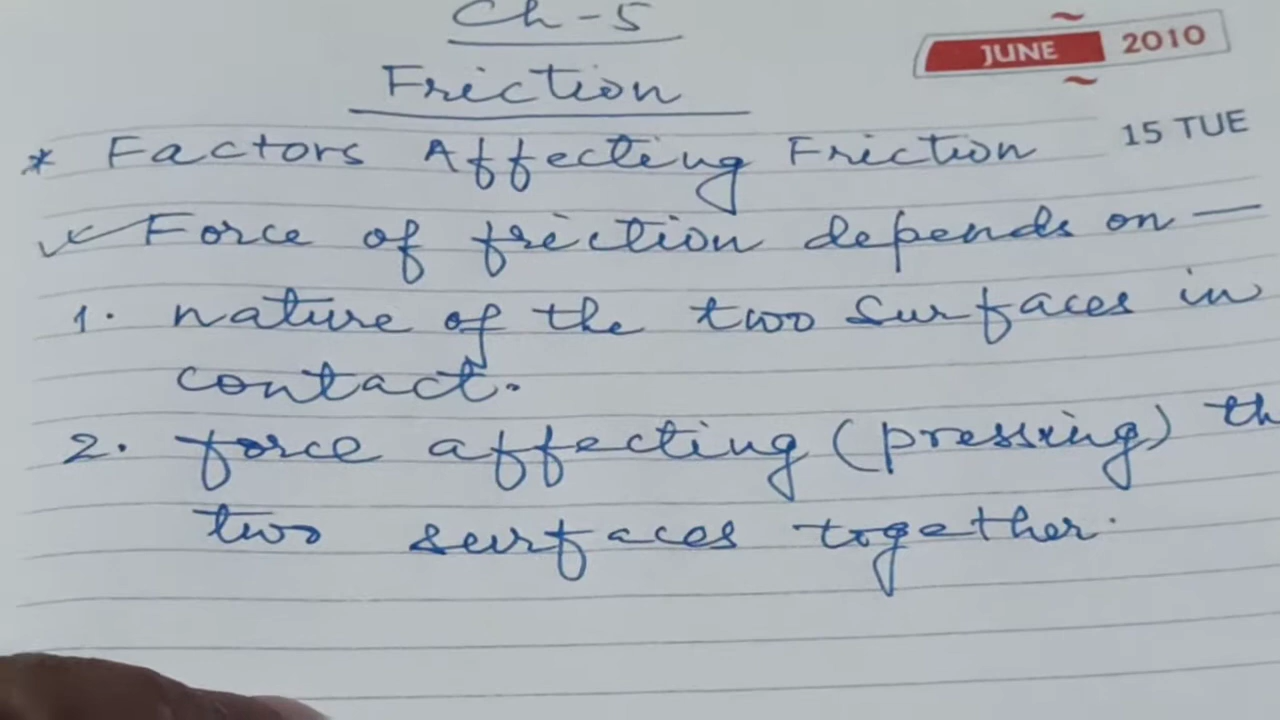 Ch - 5
JUNE 2010
Friction
15 TUE
* Factors Affecting Friction
Force of friction depends on —
1. nature of the two surfaces in
contact.
2. force affecting (pressing) th
two surfaces together.